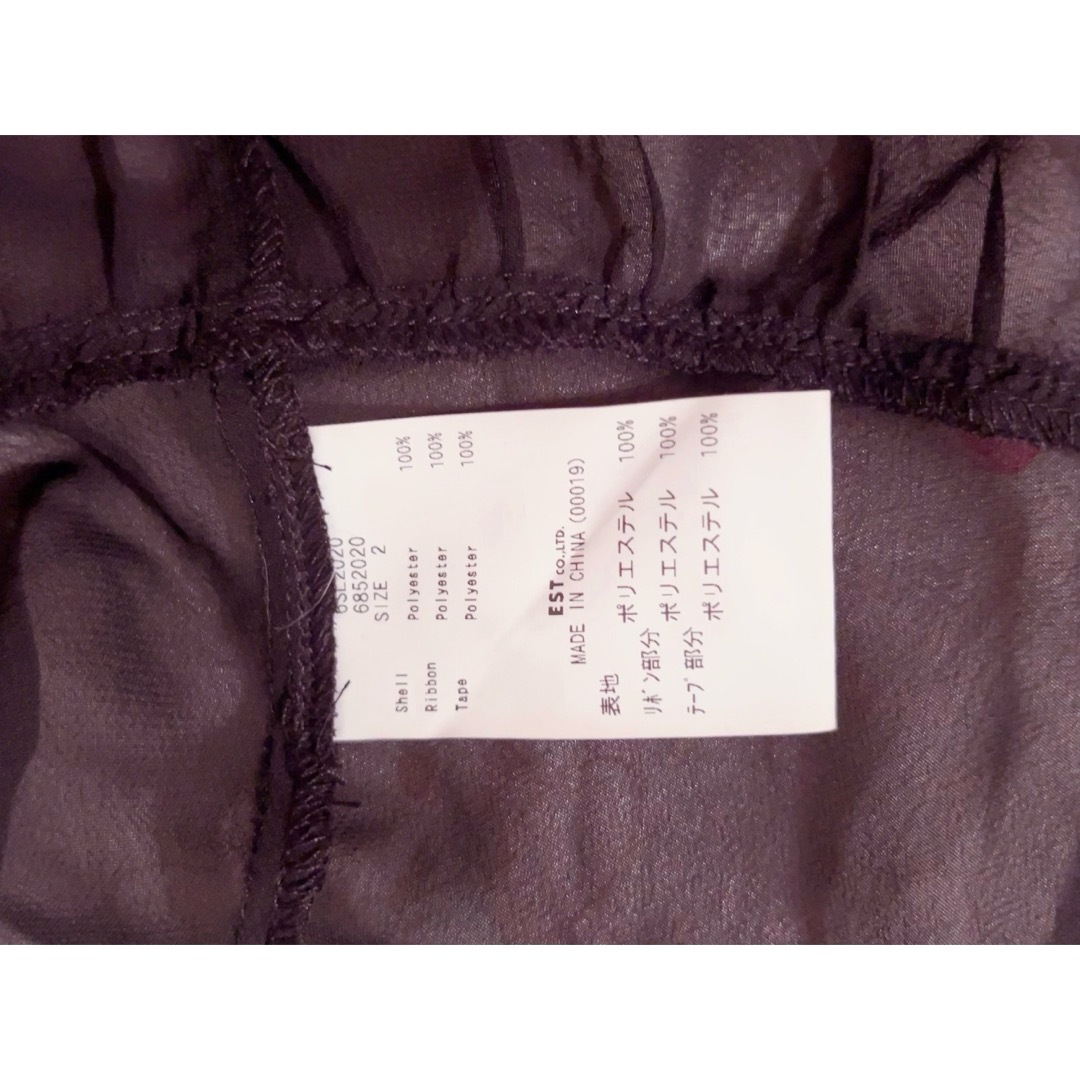 6852020
SIZE 2
Shell Polyester 100%
Ribbon Polyester 100%
Tape Polyester 100%
EST CO.,LTD.
MADE IN CHINA (00019)
表地 ポリエステル 100%
ﾘﾎﾞﾝ部分 ポリエステル 100%
ﾃｰﾌﾟ部分 ポリエステル 100%